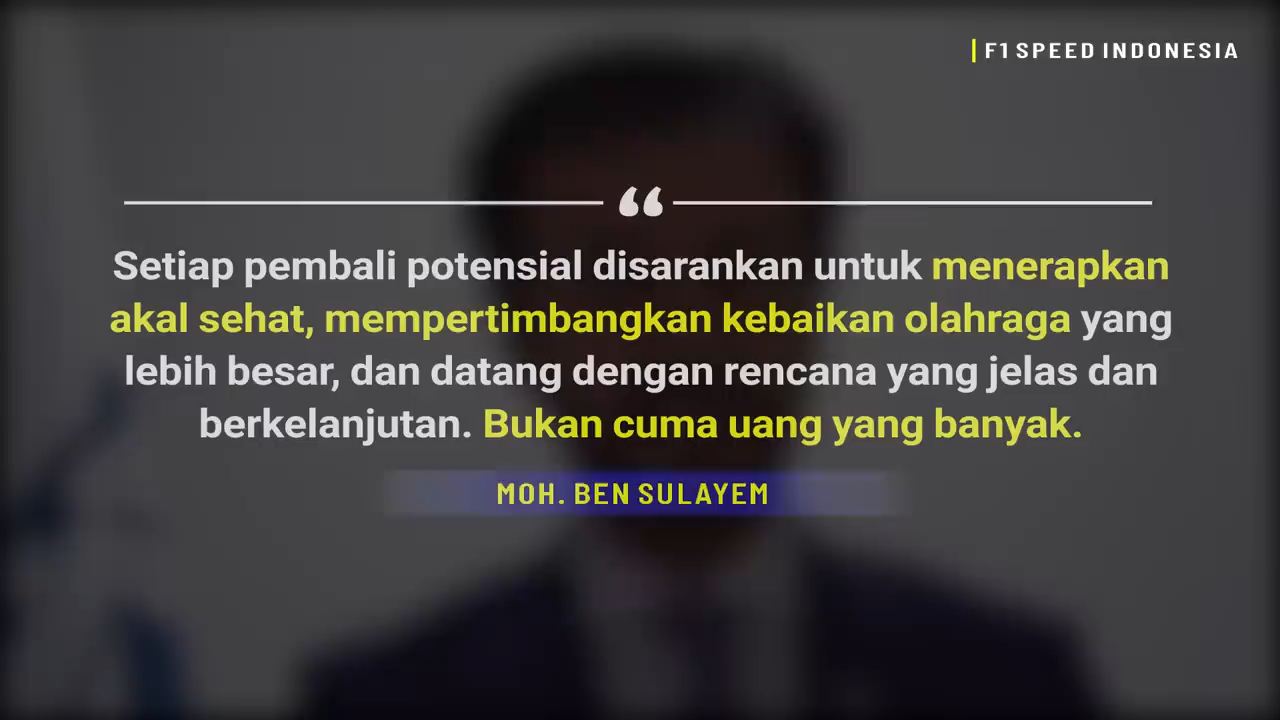 F1 SPEED INDONESIA
“
Setiap pembali potensial disarankan untuk menerapkan
akal sehat, mempertimbangkan kebaikan olahraga yang
lebih besar, dan datang dengan rencana yang jelas dan
berkelanjutan. Bukan cuma uang yang banyak.
MOH. BEN SULAYEM